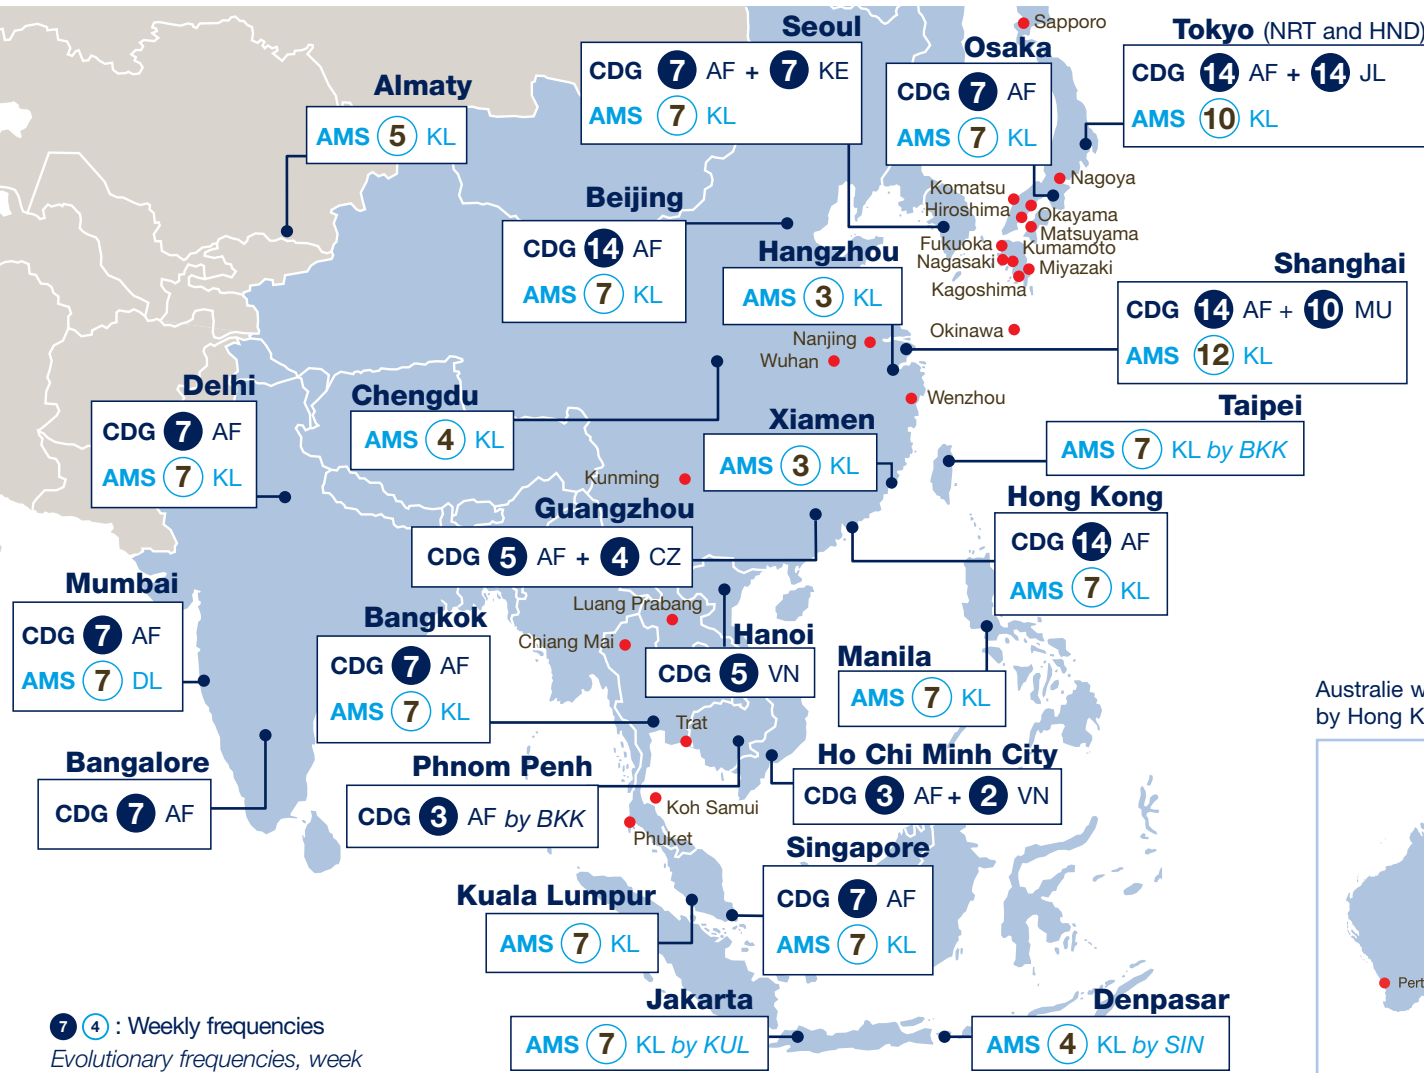 Sapporo
Seoul
CDG 7 AF + 7 KE
AMS 7 KL
Osaka
CDG 7 AF
AMS 7 KL
Tokyo (NRT and HND)
CDG 14 AF + 14 JL
AMS 10 KL
Almaty
AMS 5 KL
Nagoya
Komatsu
Hiroshima
Okayama
Matsuyama
Fukuoka
Kumamoto
Nagasaki
Miyazaki
Kagoshima
Beijing
CDG 14 AF
AMS 7 KL
Hangzhou
AMS 3 KL
Shanghai
CDG 14 AF + 10 MU
AMS 12 KL
Okinawa
Nanjing
Wuhan
Wenzhou
Delhi
CDG 7 AF
AMS 7 KL
Chengdu
AMS 4 KL
Xiamen
AMS 3 KL
Taipei
AMS 7 KL by BKK
Kunming
Guangzhou
CDG 5 AF + 4 CZ
Hong Kong
CDG 14 AF
AMS 7 KL
Mumbai
CDG 7 AF
AMS 7 DL
Luang Prabang
Chiang Mai
Bangkok
CDG 7 AF
AMS 7 KL
Hanoi
CDG 5 VN
Manila
AMS 7 KL
Australie w
by Hong K
Trat
Bangalore
CDG 7 AF
Phnom Penh
CDG 3 AF by BKK
Ho Chi Minh City
CDG 3 AF + 2 VN
Koh Samui
Phuket
Singapore
CDG 7 AF
AMS 7 KL
Kuala Lumpur
AMS 7 KL
Pert
Jakarta
AMS 7 KL by KUL
Denpasar
AMS 4 KL by SIN
7 4 : Weekly frequencies
Evolutionary frequencies, week